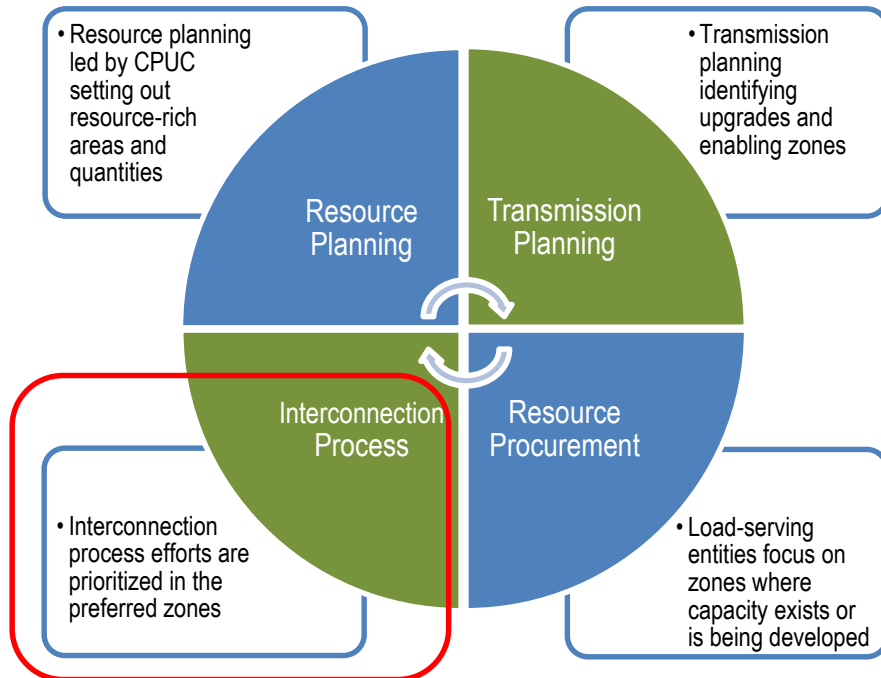 • Resource planning
led by CPUC
setting out
resource-rich
areas and
quantities
• Transmission
planning
identifying
upgrades and
enabling zones
Resource
Planning
Transmission
Planning
Interconnection
Process
Resource
Procurement
• Interconnection
process efforts are
prioritized in the
preferred zones
• Load-serving
entities focus on
zones where
capacity exists or
is being developed